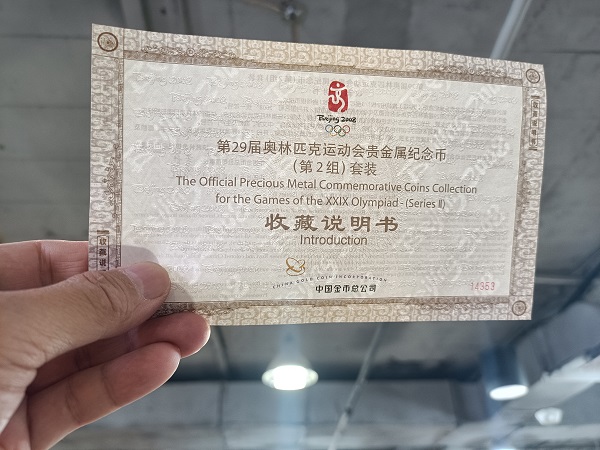 Beijing 2008
第29届奥林匹克运动会贵金属纪念币
(第2组)套装
The Official Precious Metal Commemorative Coins Collection
for the Games of the XXIX Olympiad - (Series II)
收藏说明书
Introduction
CHINA GOLD COIN INCORPORATION
中国金币总公司
14353